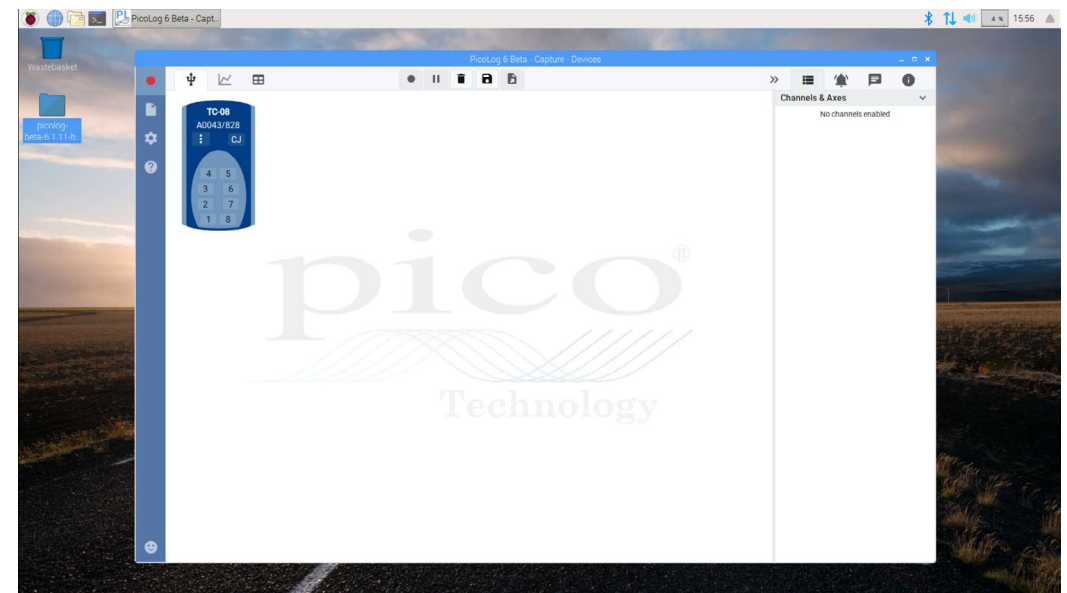 PicoLog 6 Beta - Capt...
4 %
15:56
Wastebasket
picolog-
beta-6.1.11-h...
PicoLog 6 Beta - Capture - Devices
Channels & Axes
No channels enabled
TC-08
A0043/828
CJ
4 5
3 6
2 7
1 8
pico®
Technology